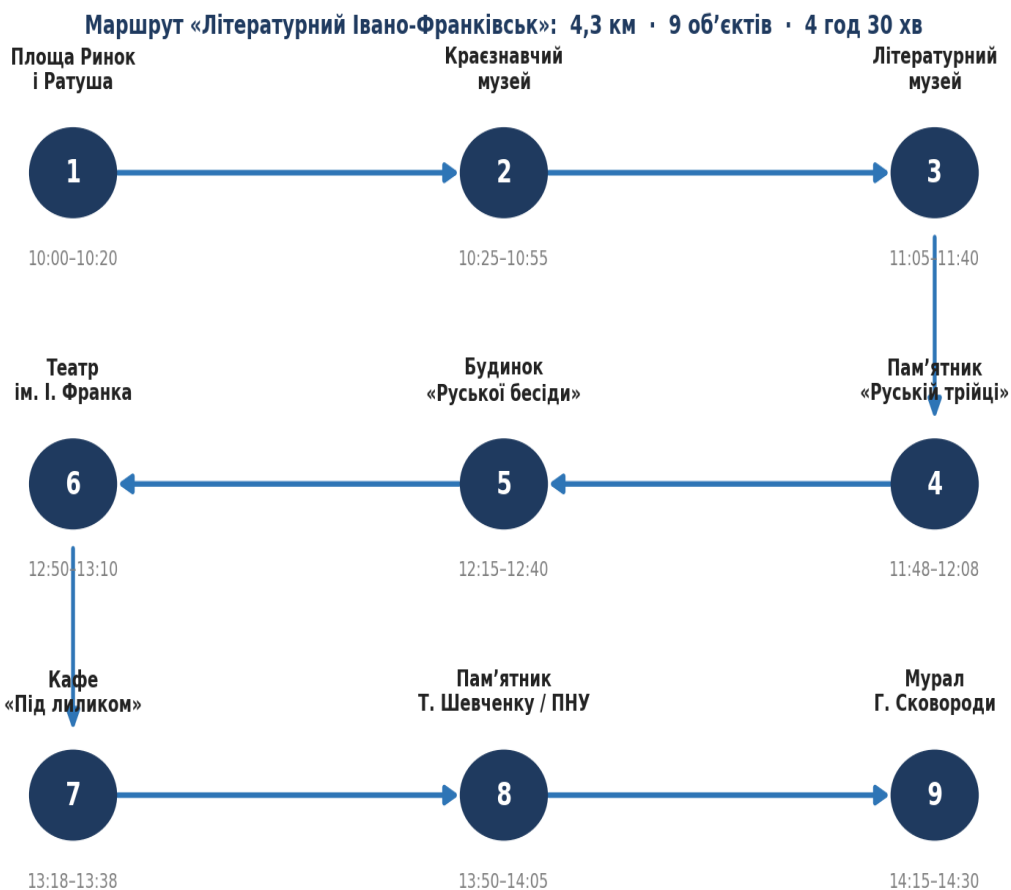 Маршрут «Літературний Івано-Франківськ»: 4,3 км · 9 об’єктів · 4 год 30 хв
Площа Ринок
і Ратуша
1
10:00–10:20
Краєзнавчий
музей
2
10:25–10:55
Літературний
музей
3
11:05–11:40
Пам’ятник
«Руській трійці»
4
11:48–12:08
Будинок
«Руської бесіди»
5
12:15–12:40
Театр
ім. І. Франка
6
12:50–13:10
Кафе
«Під лиликом»
7
13:18–13:38
Пам’ятник
Т. Шевченку / ПНУ
8
13:50–14:05
Мурал
Г. Сковороди
9
14:15–14:30